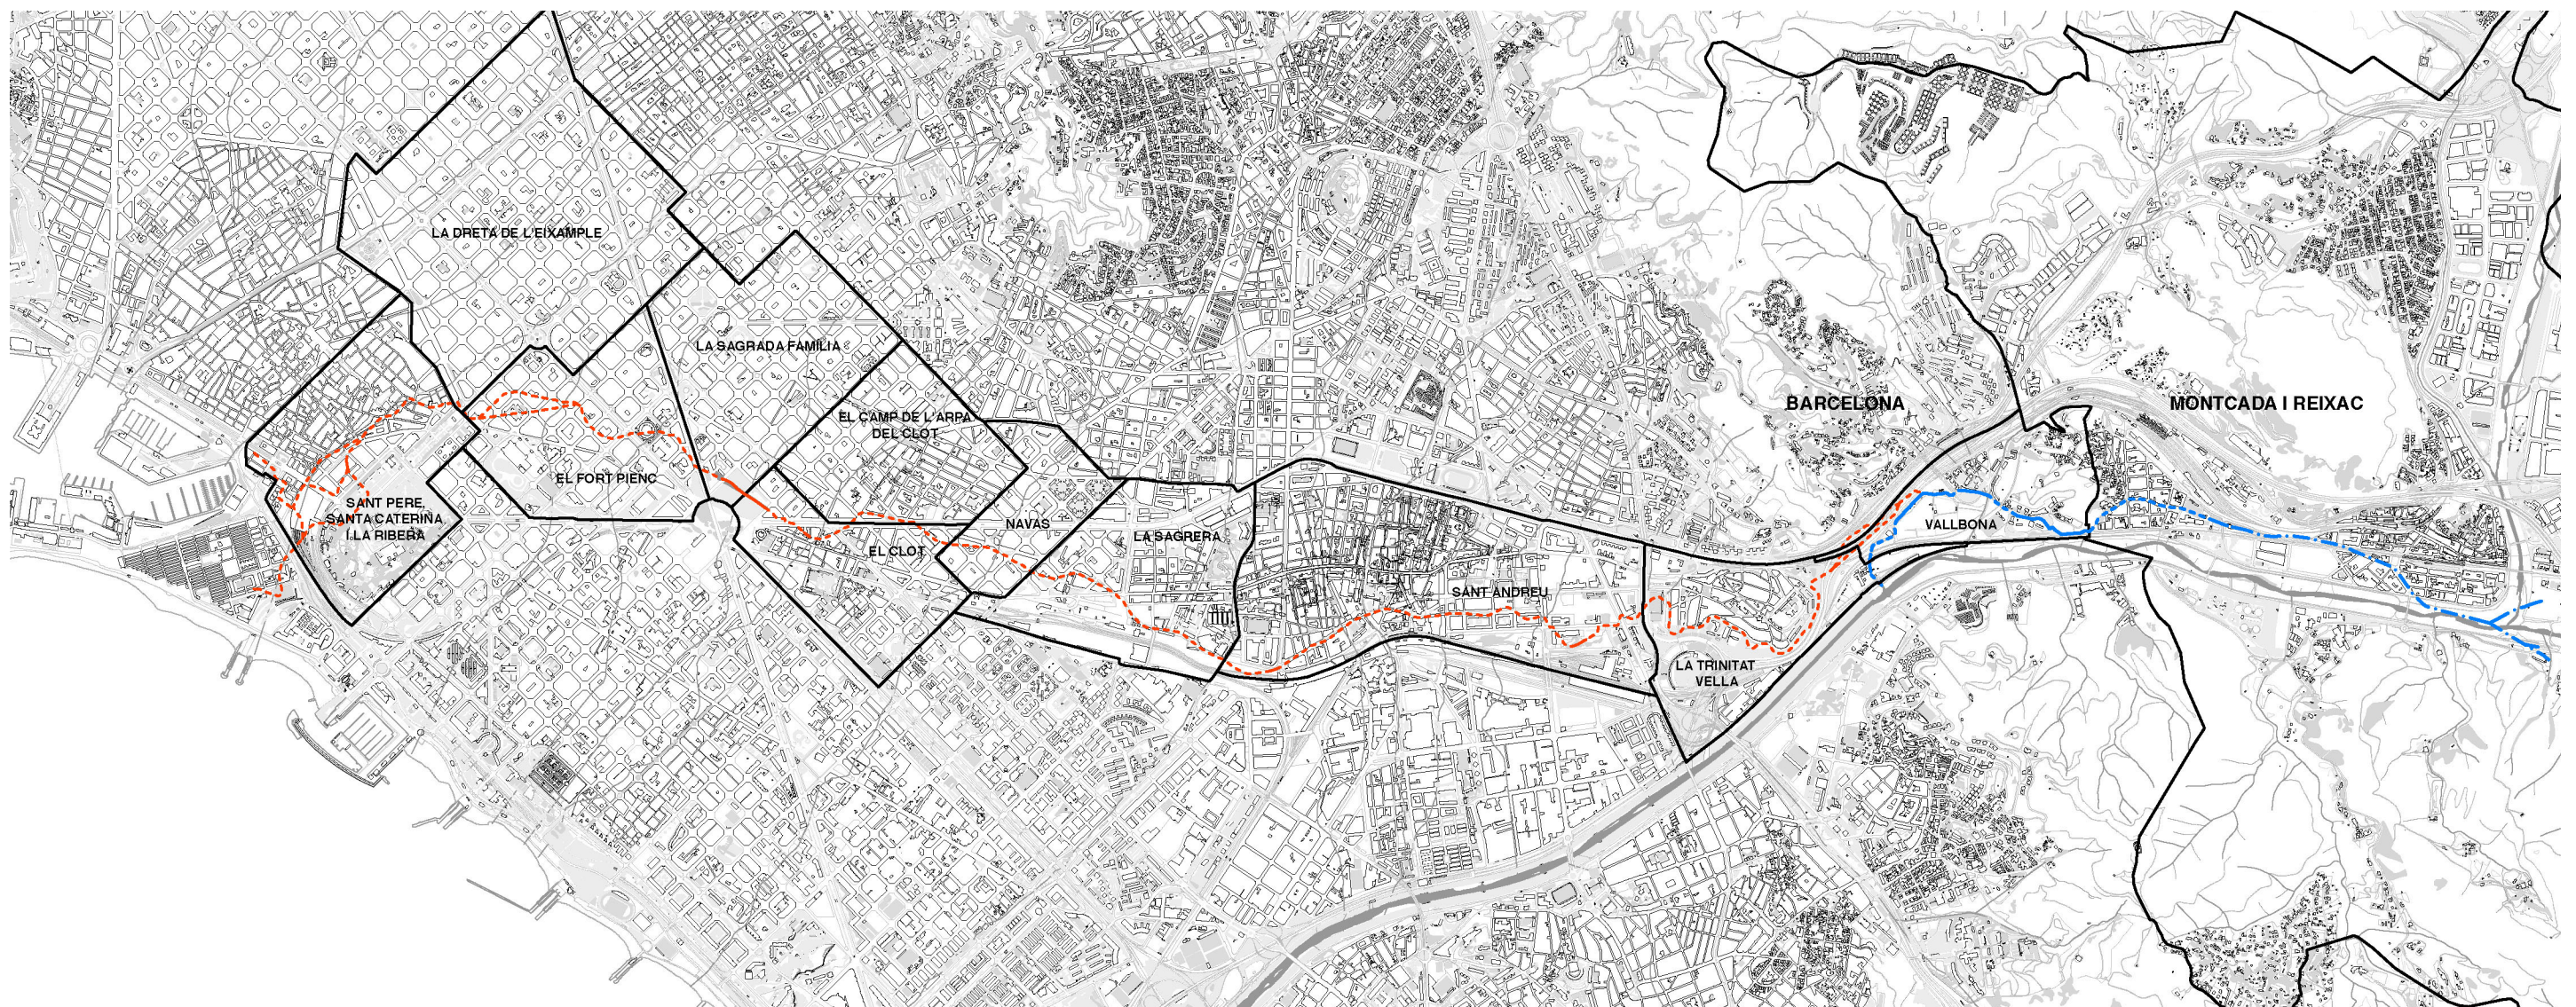 LA DRETA DE L'EIXAMPLE
LA SAGRADA FAMÍLIA
EL CAMP DE L'ARPA
DEL CLOT
BARCELONA
MONTCADA I REIXAC
EL FORT PIENC
SANT PERE,
SANTA CATERINA
I LA RIBERA
NAVAS
LA SAGRERA
EL CLOT
VALLBONA
SANT ANDREU
LA TRINITAT
VELLA